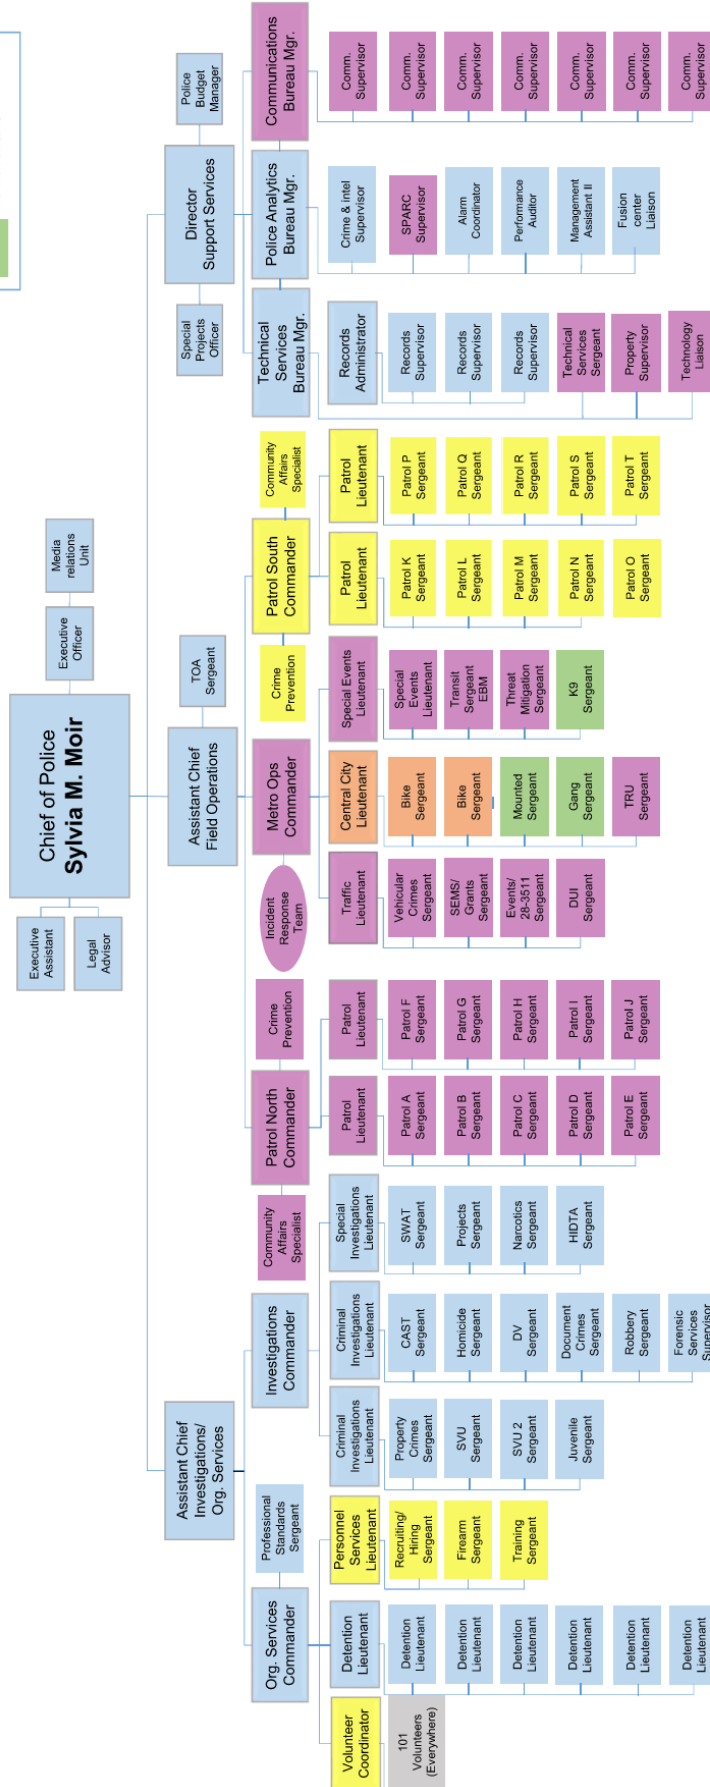 Chief of Police
Sylvia M. Moir
Executive
Assistant
Legal
Advisor
Executive
Officer
Media
relations
Unit
Assistant Chief
Investigations/
Org. Services
Assistant Chief
Field Operations
TOA
Sergeant
Special
Projects
Officer
Director
Support Services
Police
Budget
Manager
Org. Services
Commander
Professional
Standards
Sergeant
Investigations
Commander
Community
Affairs
Specialist
Patrol North
Commander
Crime
Prevention
Incident
Response
Team
Metro Ops
Commander
Crime
Prevention
Patrol South
Commander
Community
Affairs
Specialist
Technical
Services
Bureau Mgr.
Police Analytics
Bureau Mgr.
Communications
Bureau Mgr.
Volunteer
Coordinator
101
Volunteers
(Everywhere)
Detention
Lieutenant
Detention
Lieutenant
Detention
Lieutenant
Detention
Lieutenant
Detention
Lieutenant
Detention
Lieutenant
Detention
Lieutenant
Personnel
Services
Lieutenant
Recruiting/
Hiring
Sergeant
Firearm
Sergeant
Training
Sergeant
Criminal
Investigations
Lieutenant
Property
Crimes
Sergeant
SVU
Sergeant
SVU 2
Sergeant
Juvenile
Sergeant
Criminal
Investigations
Lieutenant
CAST
Sergeant
Homicide
Sergeant
DV
Sergeant
Document
Crimes
Sergeant
Robbery
Sergeant
Forensic
Services
Supervisor
Special
Investigations
Lieutenant
SWAT
Sergeant
Projects
Sergeant
Narcotics
Sergeant
HIDTA
Sergeant
Patrol
Lieutenant
Patrol A
Sergeant
Patrol B
Sergeant
Patrol C
Sergeant
Patrol D
Sergeant
Patrol E
Sergeant
Patrol
Lieutenant
Patrol F
Sergeant
Patrol G
Sergeant
Patrol H
Sergeant
Patrol I
Sergeant
Patrol J
Sergeant
Traffic
Lieutenant
Vehicular
Crimes
Sergeant
SEMS/
Grants
Sergeant
Events/
28-3511
Sergeant
DUI
Sergeant
Central City
Lieutenant
Bike
Sergeant
Bike
Sergeant
Mounted
Sergeant
Gang
Sergeant
TRU
Sergeant
Special Events
Lieutenant
Special
Events
Lieutenant
Transit
Sergeant
EBM
Threat
Mitigation
Sergeant
K9
Sergeant
Patrol
Lieutenant
Patrol K
Sergeant
Patrol L
Sergeant
Patrol M
Sergeant
Patrol N
Sergeant
Patrol O
Sergeant
Patrol
Lieutenant
Patrol P
Sergeant
Patrol Q
Sergeant
Patrol R
Sergeant
Patrol S
Sergeant
Patrol T
Sergeant
Records
Administrator
Records
Supervisor
Records
Supervisor
Records
Supervisor
Technical
Services
Sergeant
Property
Supervisor
Technology
Liaison
Crime & intel
Supervisor
SPARC
Supervisor
Alarm
Coordinator
Performance
Auditor
Management
Assistant II
Fusion
center
Liaison
Comm.
Supervisor
Comm.
Supervisor
Comm.
Supervisor
Comm.
Supervisor
Comm.
Supervisor
Comm.
Supervisor
Comm.
Supervisor